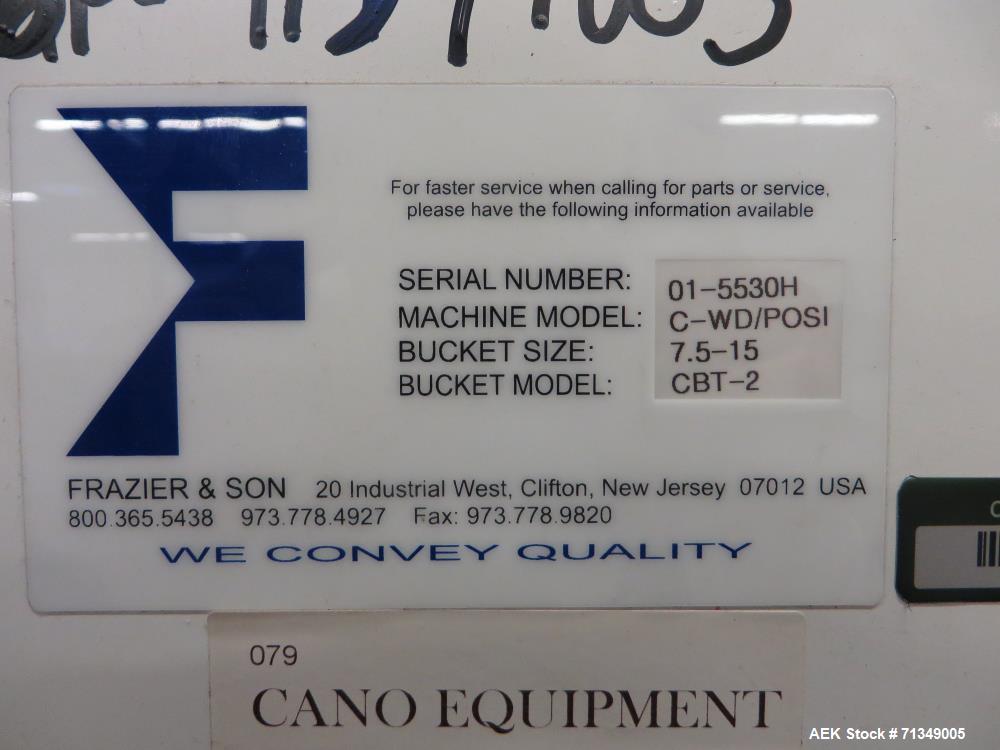 For faster service when calling for parts or service,
please have the following information available
SERIAL NUMBER: 01-5530H
MACHINE MODEL: C-WD/POSI
BUCKET SIZE: 7.5-15
BUCKET MODEL: CBT-2
FRAZIER & SON 20 Industrial West, Clifton, New Jersey 07012 USA
800.365.5438 973.778.4927 Fax: 973.778.9820
WE CONVEY QUALITY
079
CANO EQUIPMENT
AEK Stock # 71349005